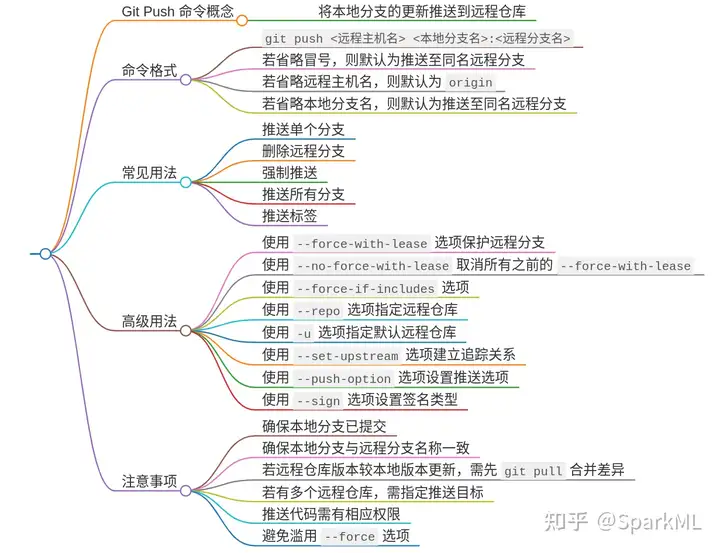 Git Push 命令概念
将本地分支的更新推送到远程仓库
命令格式
git push <远程主机名> <本地分支名>:<远程分支名>
若省略冒号，则默认为推送至同名远程分支
若省略远程主机名，则默认为 origin
若省略本地分支名，则默认为推送至同名远程分支
常见用法
推送单个分支
删除远程分支
强制推送
推送所有分支
推送标签
高级用法
使用 --force-with-lease 选项保护远程分支
使用 --no-force-with-lease 取消所有之前的 --force-with-lease
使用 --force-if-includes 选项
使用 --repo 选项指定远程仓库
使用 -u 选项指定默认远程仓库
使用 --set-upstream 选项建立追踪关系
使用 --push-option 选项设置推送选项
使用 --sign 选项设置签名类型
注意事项
确保本地分支已提交
确保本地分支与远程分支名称一致
若远程仓库版本较本地版本更新，需先 git pull 合并差异
若有多个远程仓库，需指定推送目标
推送代码需有相应权限
避免滥用 --force 选项
知乎 @SparkML